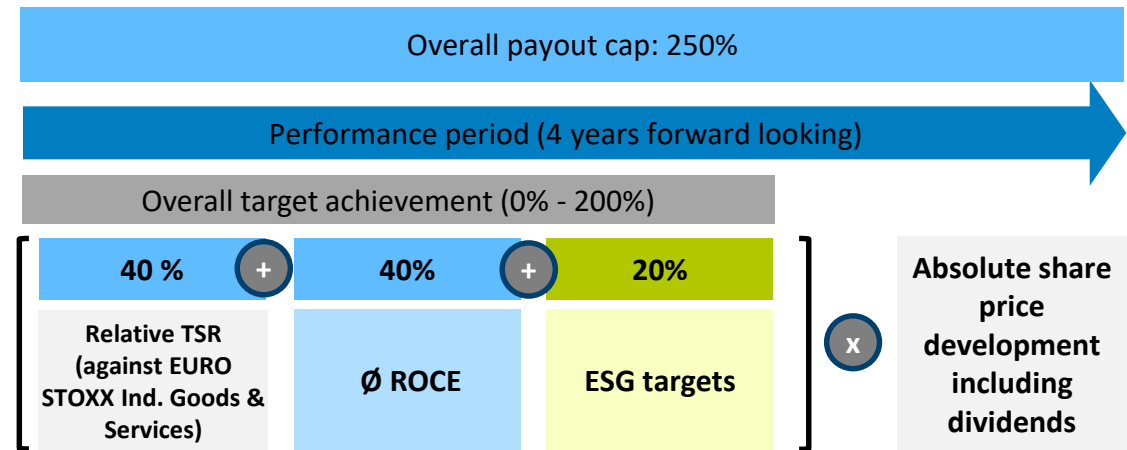 Overall payout cap: 250%
Performance period (4 years forward looking)
Overall target achievement (0% - 200%)
40 %
+
40%
+
20%
Relative TSR
(against EURO
STOXX Ind. Goods &
Services)
Ø ROCE
ESG targets
x
Absolute share
price
development
including
dividends